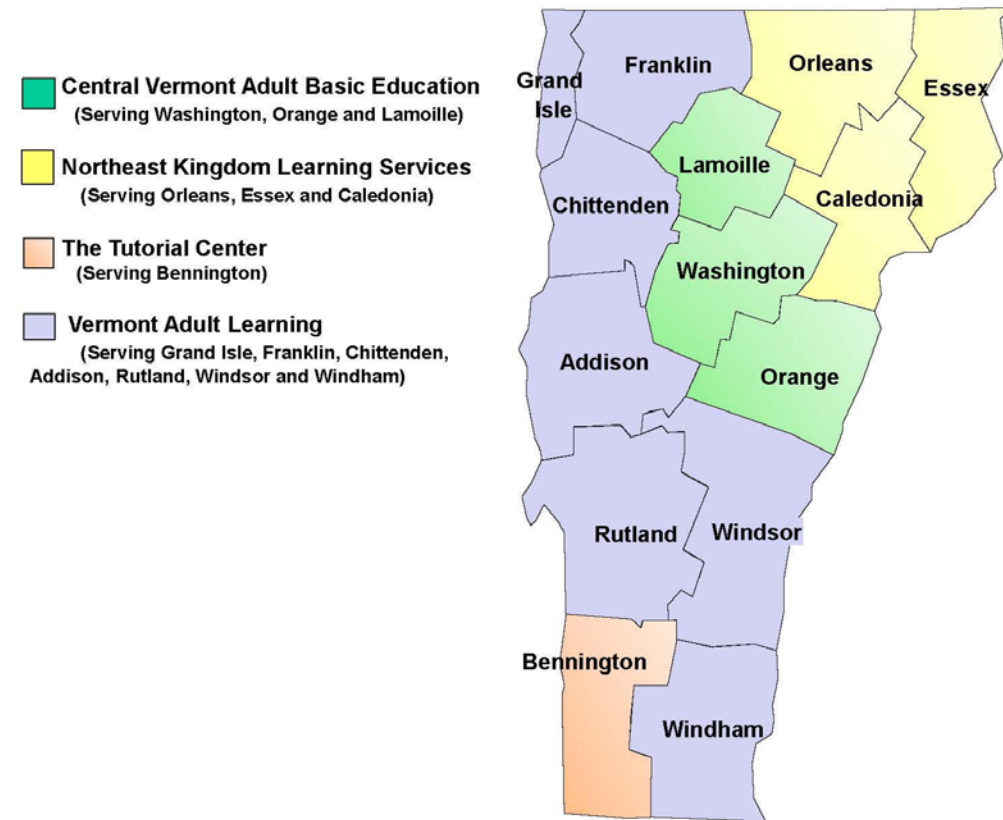 Central Vermont Adult Basic Education
(Serving Washington, Orange and Lamoille)
Northeast Kingdom Learning Services
(Serving Orleans, Essex and Caledonia)
The Tutorial Center
(Serving Bennington)
Vermont Adult Learning
(Serving Grand Isle, Franklin, Chittenden,
Addison, Rutland, Windsor and Windham)
Grand
Isle
Franklin
Orleans
Essex
Lamoille
Chittenden
Caledonia
Washington
Addison
Orange
Rutland
Windsor
Bennington
Windham